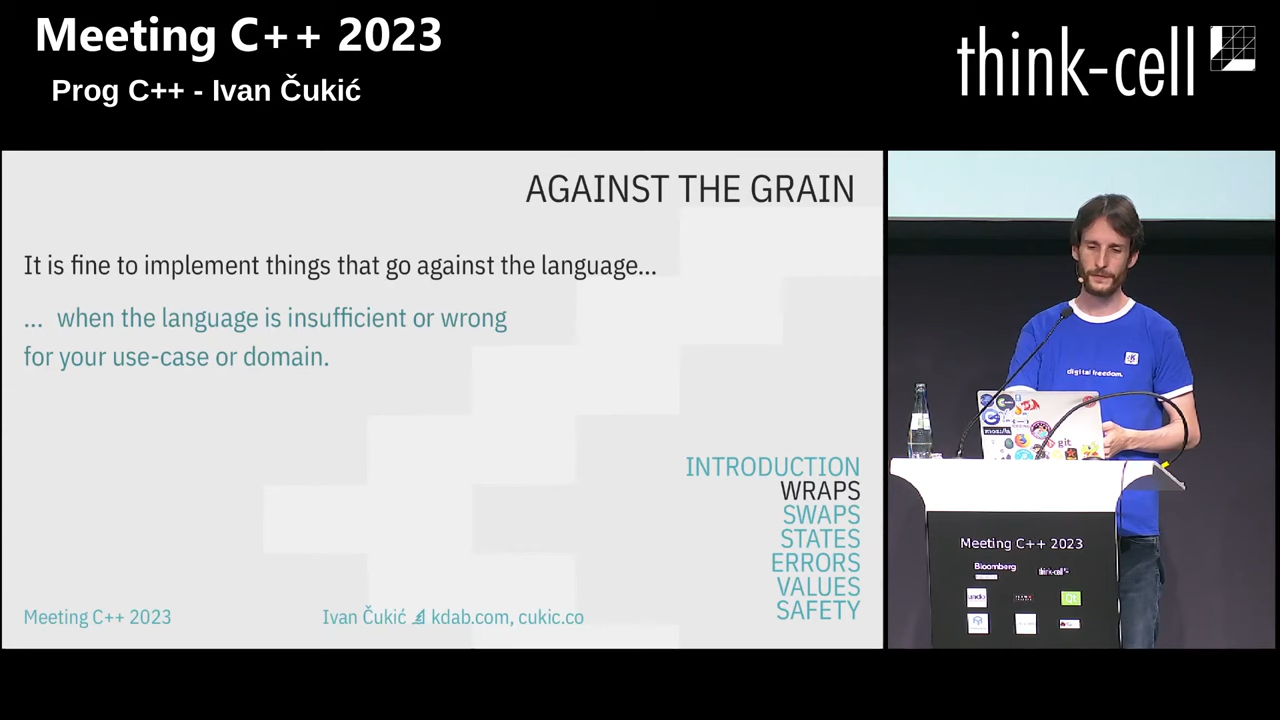 Meeting C++ 2023
Prog C++ - Ivan Čukić
think-cell
AGAINST THE GRAIN
It is fine to implement things that go against the language...
... when the language is insufficient or wrong
for your use-case or domain.
INTRODUCTION
WRAPS
SWAPS
STATES
ERRORS
VALUES
SAFETY
Meeting C++ 2023
Ivan Čukić kdab.com, cukic.co
digital freedom.
git
Meeting C++ 2023
Bloomberg
think-cell
Qt